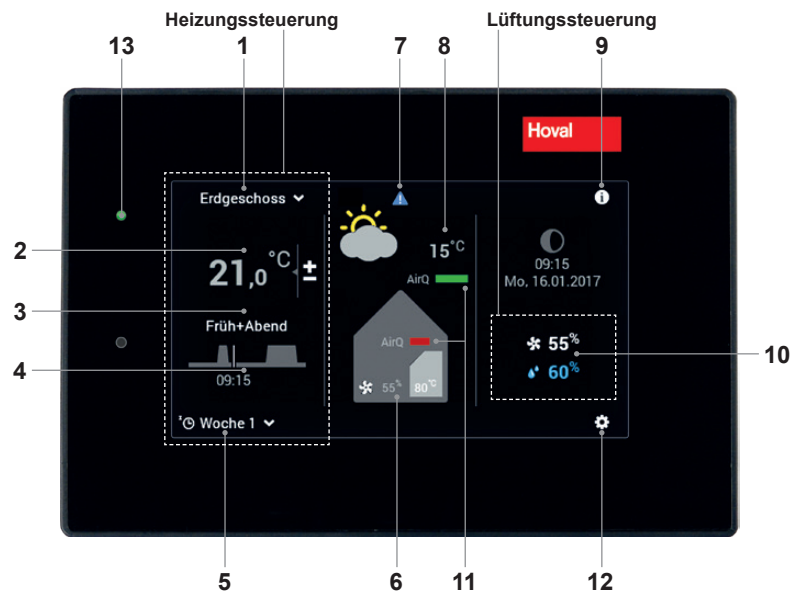 Heizungssteuerung
Lüftungssteuerung
13
1
7
8
9
Hoval
Erdgeschoss
2
21,0 °C
±
15°C
AirQ
09:15
Mo, 16.01.2017
3
Früh+Abend
AirQ
55%
10
60%
4
09:15
55%
80°C
Woche 1
5
6
11
12